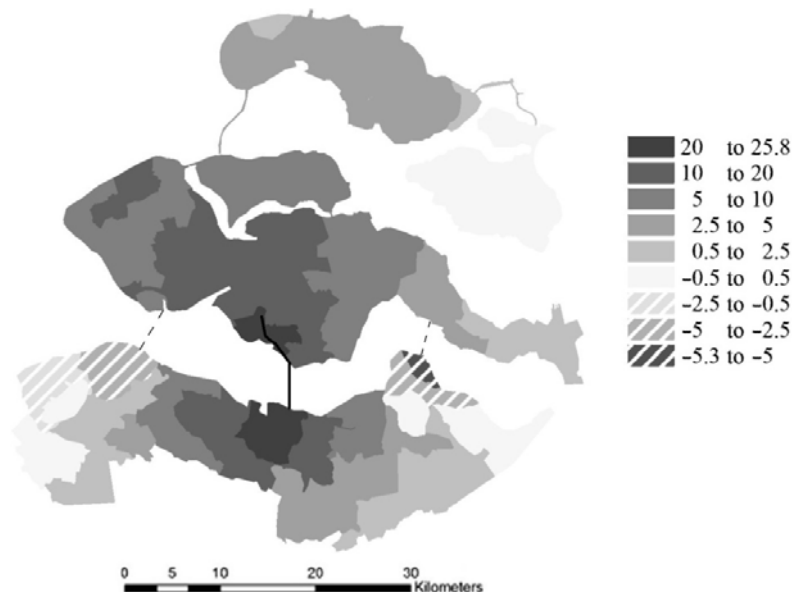 20 to 25.8
10 to 20
5 to 10
2.5 to 5
0.5 to 2.5
−0.5 to 0.5
−2.5 to −0.5
−5 to −2.5
−5.3 to −5
0 5 10 20 30
Kilometers